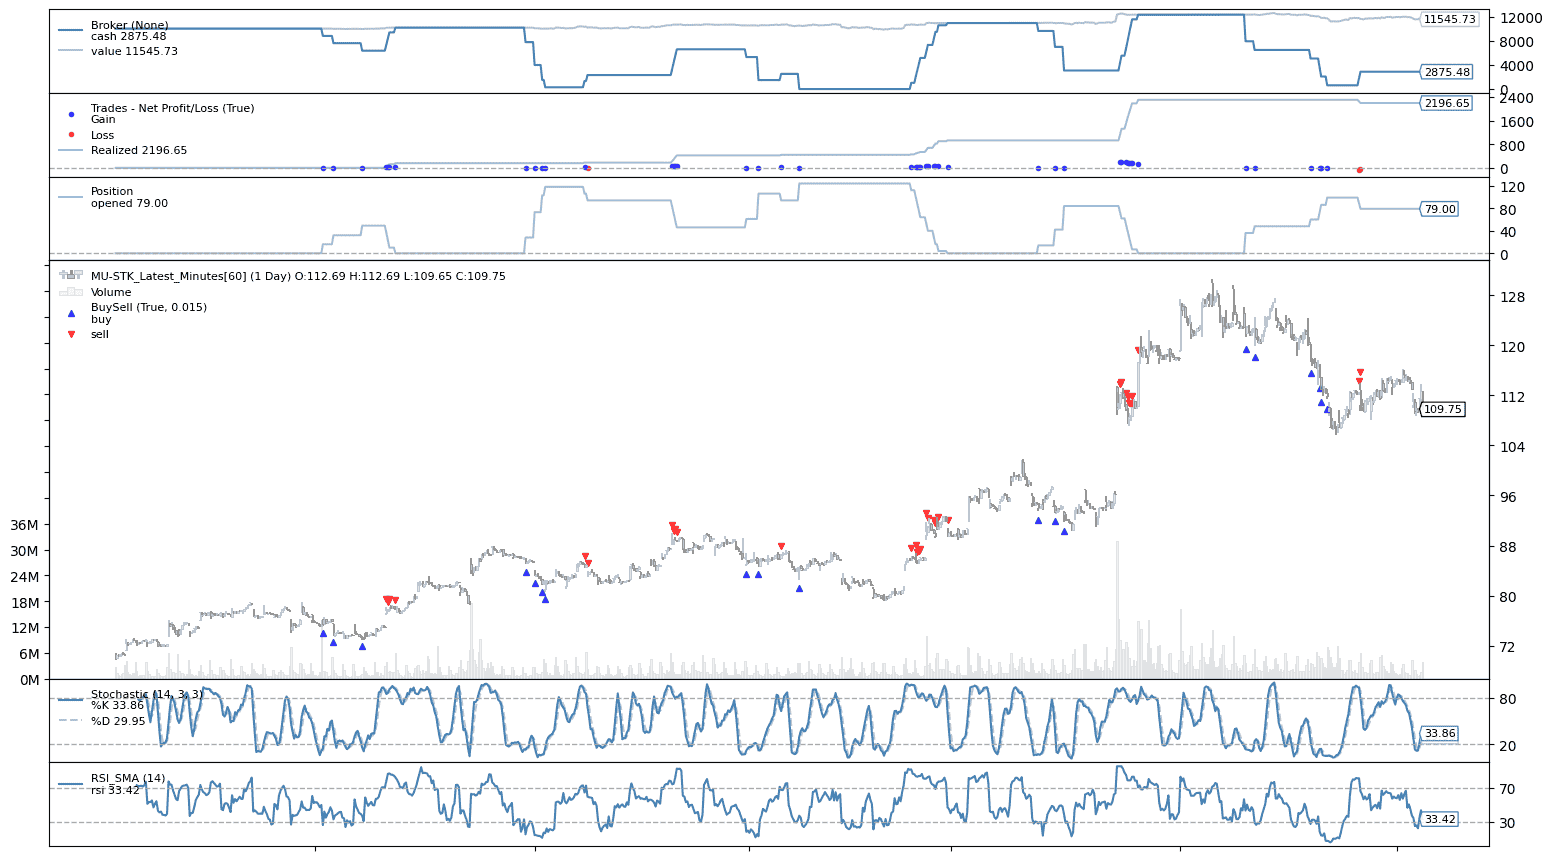 Broker (None)
cash 2875.48
value 11545.73
12000
11545.73
8000
4000
2875.48
0
Trades - Net Profit/Loss (True)
Gain
Loss
Realized 2196.65
2400
2196.65
1600
800
0
Position
opened 79.00
120
80
79.00
40
0
MU-STK_Latest_Minutes[60] (1 Day) O:112.69 H:112.69 L:109.65 C:109.75
Volume
BuySell (True, 0.015)
buy
sell
128
120
112
109.75
104
96
88
80
72
36M
30M
24M
18M
12M
6M
0M
Stochastic (14, 3, 3)
%K 33.86
%D 29.95
80
33.86
20
RSI_SMA (14)
rsi 33.42
70
33.42
30